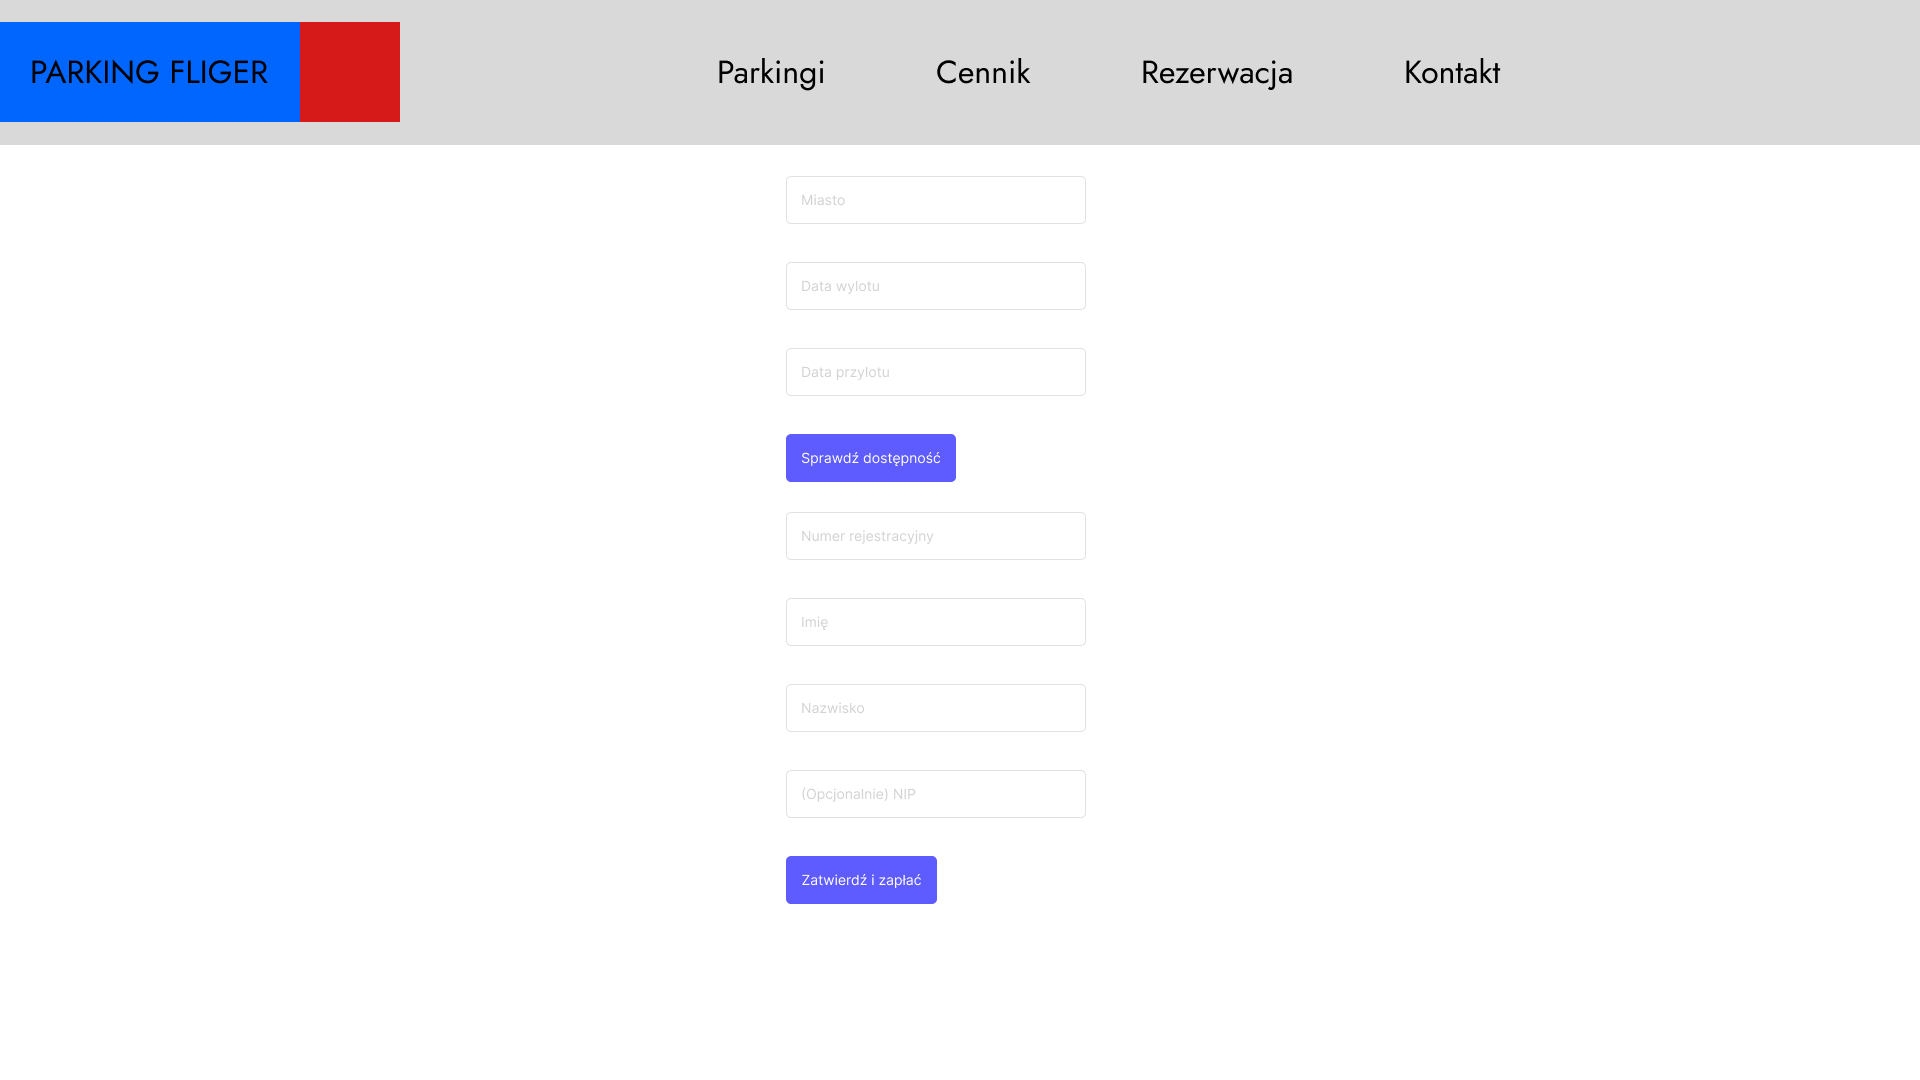 PARKING FLIGER
Parkingi
Cennik
Rezerwacja
Kontakt
Miasto
Data wylotu
Data przylotu
Sprawdź dostępność
Numer rejestracyjny
Imię
Nazwisko
(Opcjonalnie) NIP
Zatwierdź i zapłać